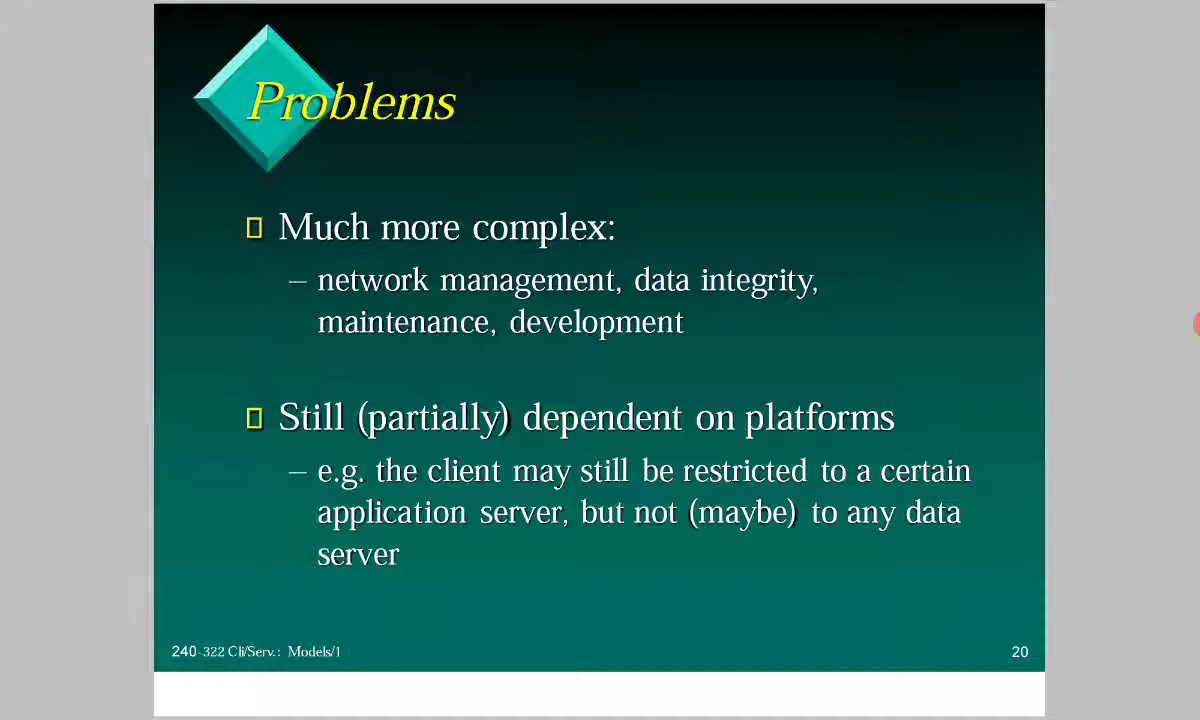 Problems
Much more complex:
– network management, data integrity,
maintenance, development
Still (partially) dependent on platforms
– e.g. the client may still be restricted to a certain
application server, but not (maybe) to any data
server
240-322 Cli/Serv.: Models/1
20